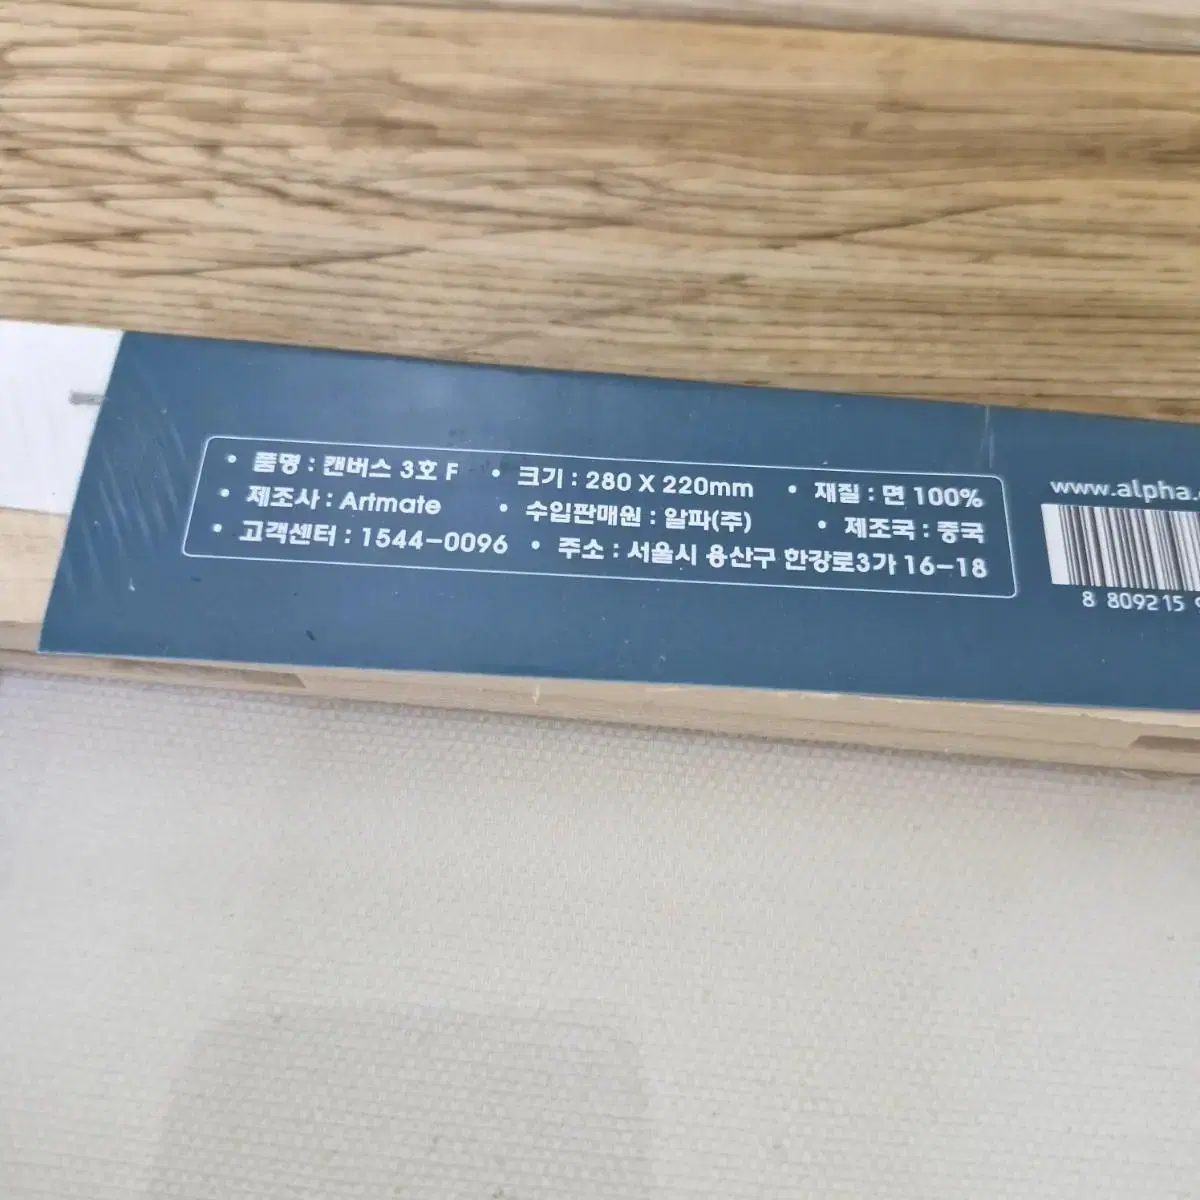 • 품명 : 캔버스 3호 F • 크기 : 280 X 220mm • 재질 : 면 100%
• 제조사 : Artmate • 수입판매원 : 알파(주) • 제조국 : 중국
• 고객센터 : 1544-0096 • 주소 : 서울시 용산구 한강로3가 16-18
www.alpha.
8 809215 9